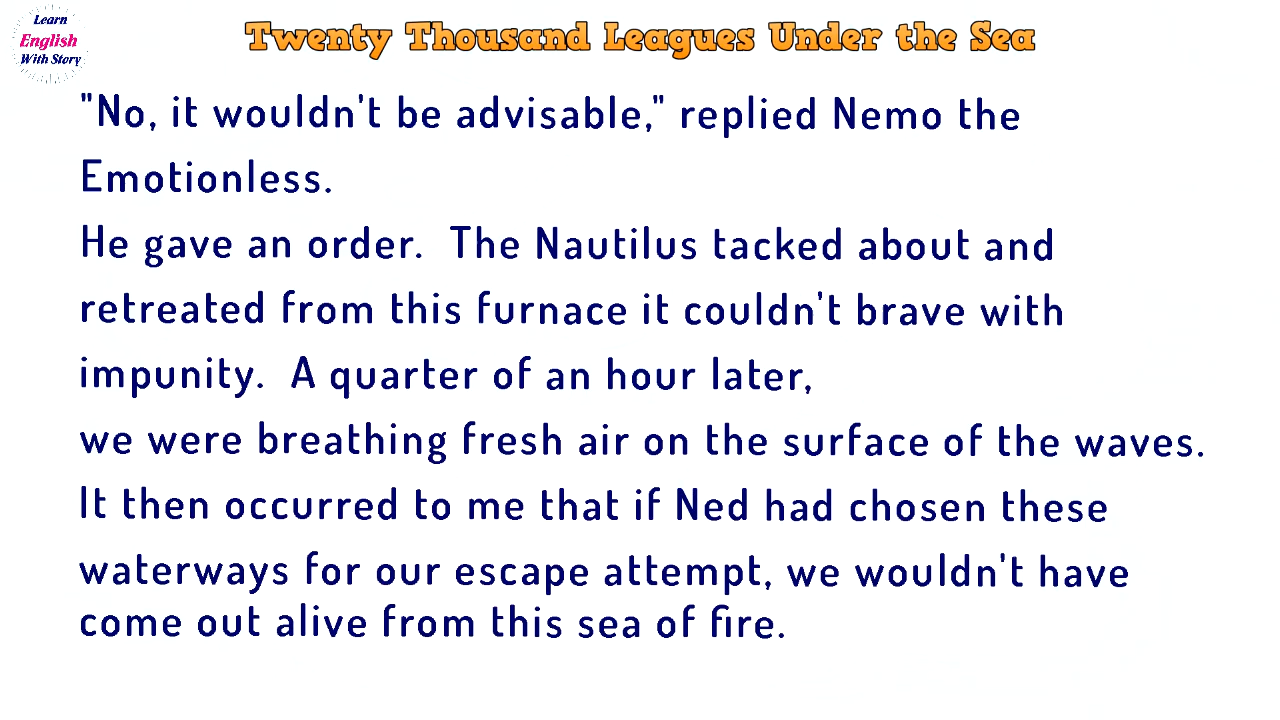 Learn
English
With Story
Twenty Thousand Leagues Under the Sea
"No, it wouldn't be advisable," replied Nemo the
Emotionless.
He gave an order.  The Nautilus tacked about and
retreated from this furnace it couldn't brave with
impunity.  A quarter of an hour later,
we were breathing fresh air on the surface of the waves.
It then occurred to me that if Ned had chosen these
waterways for our escape attempt, we wouldn't have
come out alive from this sea of fire.